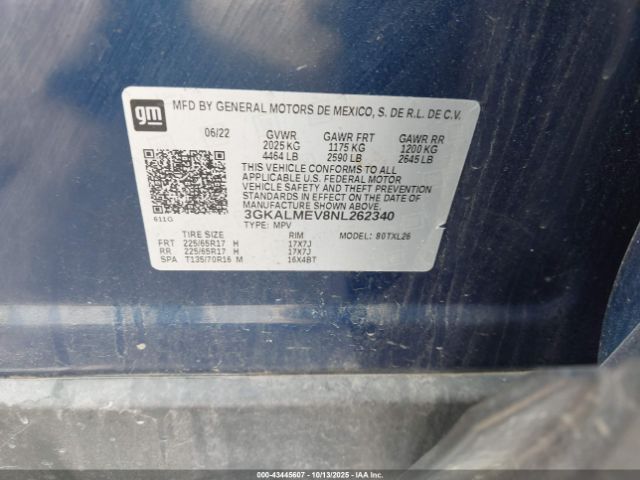 gm
MFD BY GENERAL MOTORS DE MEXICO, S. DE R.L. DE C.V.
06/22 GVWR GAWR FRT GAWR RR
2025 KG 1175 KG 1200 KG
4464 LB 2590 LB 2645 LB
THIS VEHICLE CONFORMS TO ALL
APPLICABLE U.S. FEDERAL MOTOR
VEHICLE SAFETY AND THEFT PREVENTION
STANDARDS IN EFFECT ON THE DATE OF
MANUFACTURE SHOWN ABOVE.
3GKALMEV8NL262340
611G
TYPE: MPV
TIRE SIZE RIM MODEL: 80TXL26
FRT 225/65R17 H 17X7J
RR 225/65R17 H 17X7J
SPA T135/70R16 M 16X4BT
000-43445607 - 10/13/2025 - COPYRIGHT © 2025 IAA, LLC